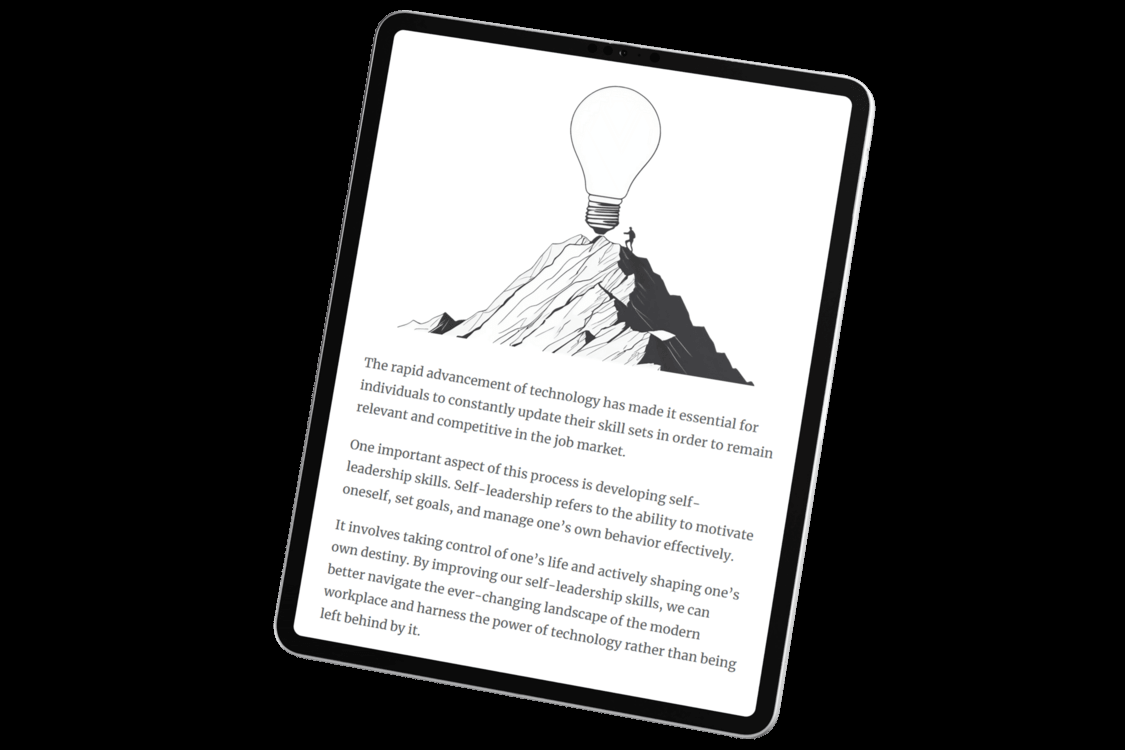 The rapid advancement of technology has made it essential for
individuals to constantly update their skill sets in order to remain
relevant and competitive in the job market.
One important aspect of this process is developing self-
leadership skills. Self-leadership refers to the ability to motivate
oneself, set goals, and manage one’s own behavior effectively.
It involves taking control of one’s life and actively shaping one’s
own destiny. By improving our self-leadership skills, we can
better navigate the ever-changing landscape of the modern
workplace and harness the power of technology rather than being
left behind by it.